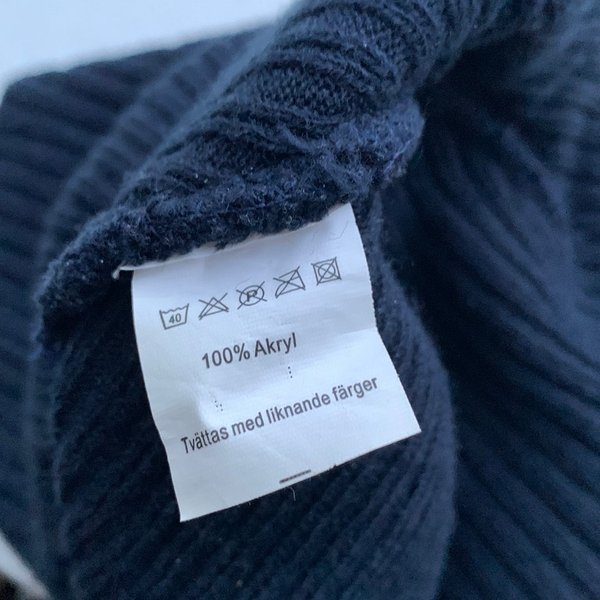 40 P
100% Akryl
Tvättas med liknande färger